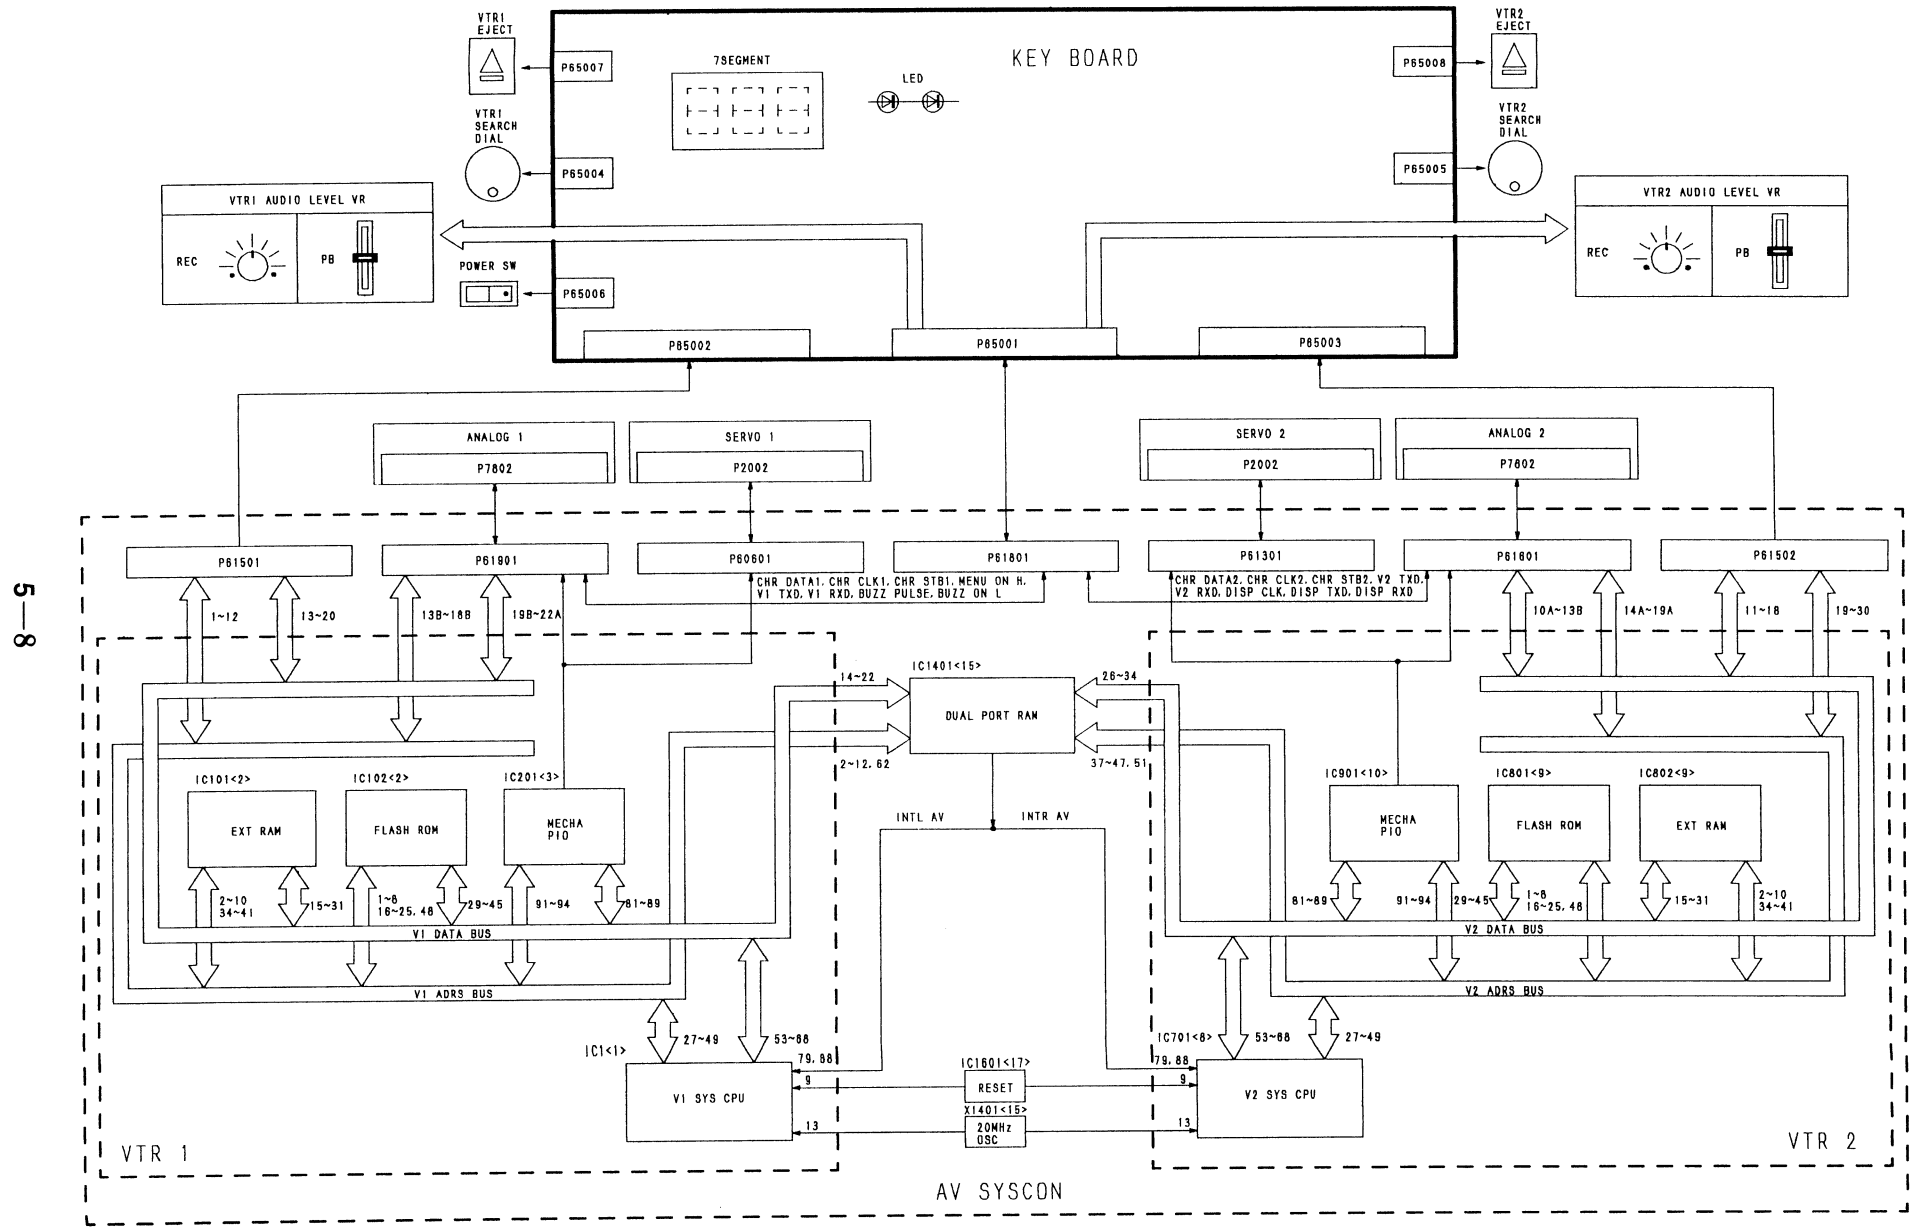 VTR1
EJECT
P65007
7SEGMENT
LED
KEY BOARD
P65008
VTR2
EJECT
VTR1
SEARCH
DIAL
P65004
P65005
VTR2
SEARCH
DIAL
VTR1 AUDIO LEVEL VR
REC
PB
POWER SW
P65006
VTR2 AUDIO LEVEL VR
REC
PB
P65002
P65001
P65003
ANALOG 1
P7802
SERVO 1
P2002
SERVO 2
P2002
ANALOG 2
P7802
P61501
P61901
P60601
P61801
P61301
P61601
P61502
CHR DATA1, CHR CLK1, CHR STB1, MENU ON H,
V1 TXD, V1 RXD, BUZZ PULSE, BUZZ ON L
CHR DATA2, CHR CLK2, CHR STB2, V2 TXD,
V2 RXD, DISP CLK, DISP TXD, DISP RXD
1~12
13~20
13B~18B
19B~22A
10A~13B
14A~19A
11~18
19~30
5—8
14~22
IC1401<15>
DUAL PORT RAM
26~34
2~12, 62
37~47, 51
IC101<2>
EXT RAM
IC102<2>
FLASH ROM
IC201<3>
MECHA
PIO
INTL AV
INTR AV
IC901<10>
MECHA
PIO
IC801<9>
FLASH ROM
IC802<9>
EXT RAM
2~10
34~41
15~31
1~8
16~25, 48
29~45
91~94
81~89
81~89
91~94
29~45
1~8
16~25, 48
15~31
2~10
34~41
V1 DATA BUS
V2 DATA BUS
V1 ADRS BUS
V2 ADRS BUS
IC1<1>
27~49
53~68
79, 88
9
13
V1 SYS CPU
IC1601<17>
RESET
X1401<15>
20MHz
OSC
IC701<8>
53~68
27~49
79, 88
9
13
V2 SYS CPU
VTR 1
VTR 2
AV SYSCON